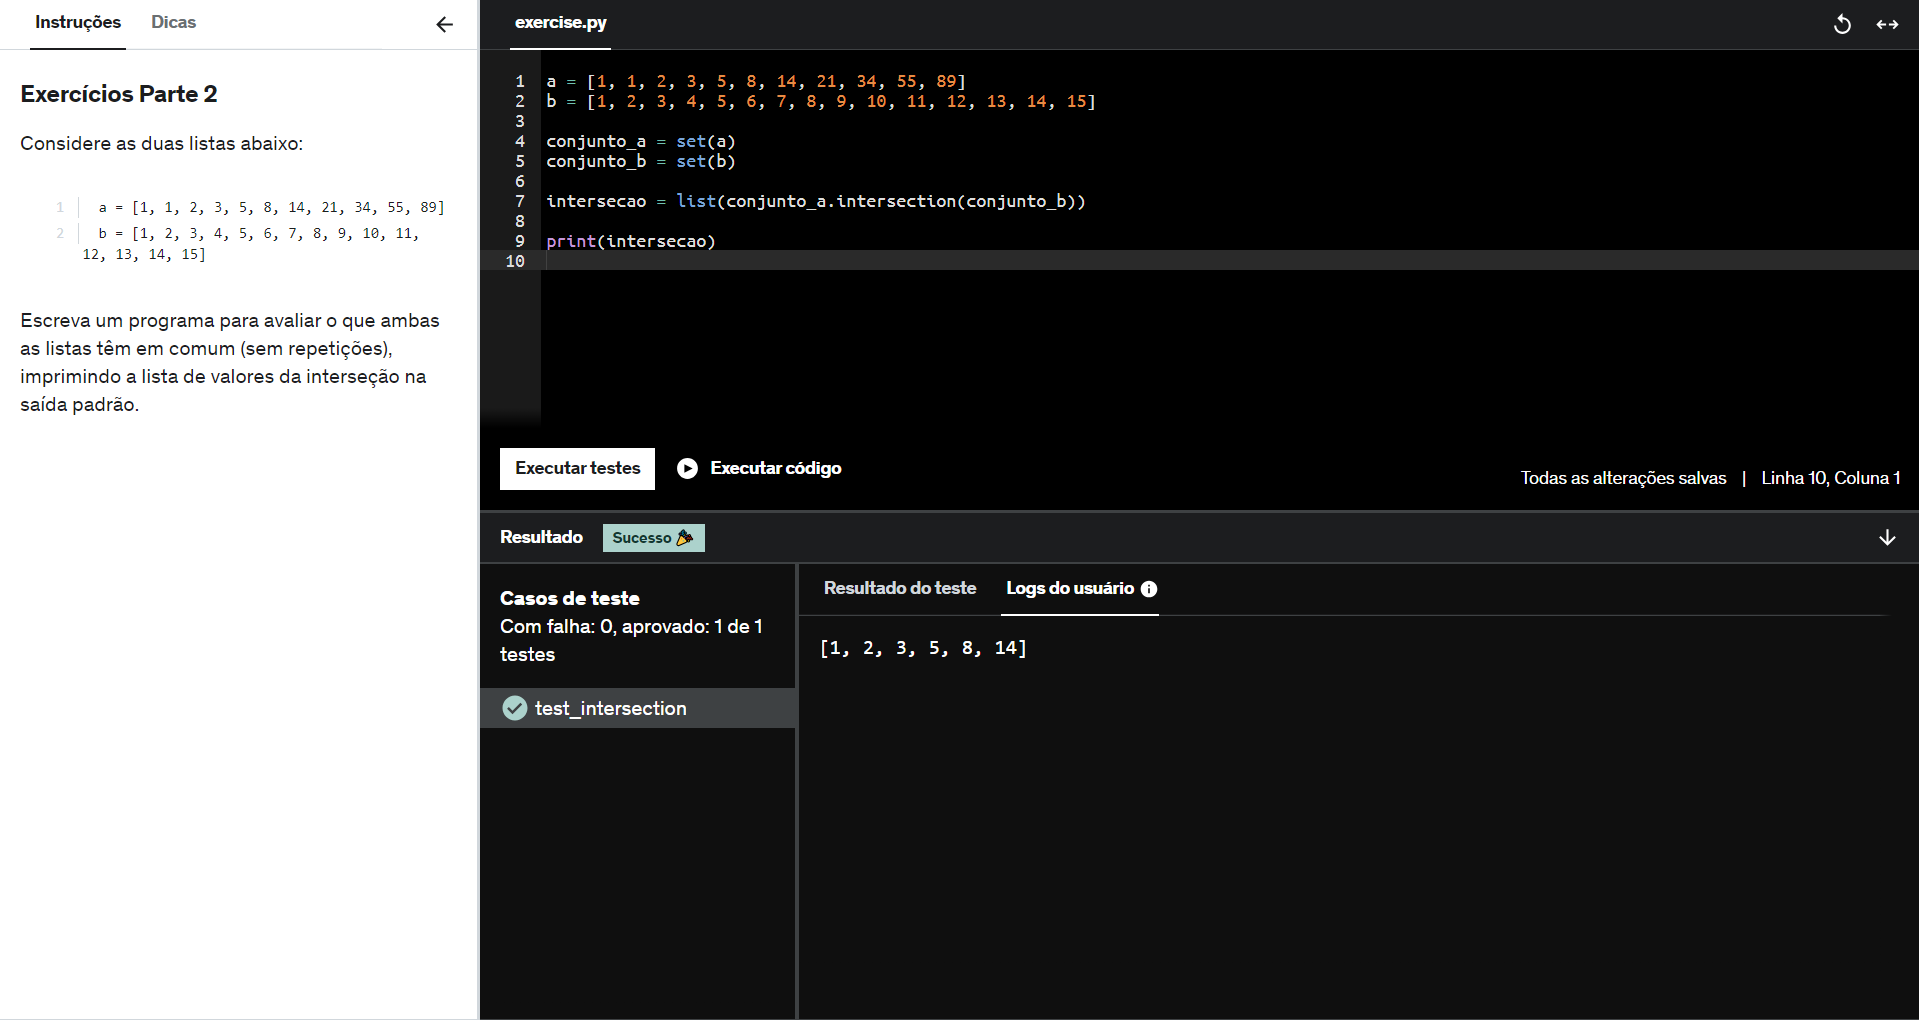 Instruções
Dicas
Exercícios Parte 2
Considere as duas listas abaixo:
1 a = [1, 1, 2, 3, 5, 8, 14, 21, 34, 55, 89]
2 b = [1, 2, 3, 4, 5, 6, 7, 8, 9, 10, 11,
12, 13, 14, 15]
Escreva um programa para avaliar o que ambas
as listas têm em comum (sem repetições),
imprimindo a lista de valores da interseção na
saída padrão.
exercise.py
1 a = [1, 1, 2, 3, 5, 8, 14, 21, 34, 55, 89]
2 b = [1, 2, 3, 4, 5, 6, 7, 8, 9, 10, 11, 12, 13, 14, 15]
3
4 conjunto_a = set(a)
5 conjunto_b = set(b)
6
7 intersecao = list(conjunto_a.intersection(conjunto_b))
8
9 print(intersecao)
10
Executar testes
Executar código
Todas as alterações salvas | Linha 10, Coluna 1
Resultado
Sucesso
Casos de teste
Com falha: 0, aprovado: 1 de 1
testes
test_intersection
Resultado do teste
Logs do usuário
[1, 2, 3, 5, 8, 14]